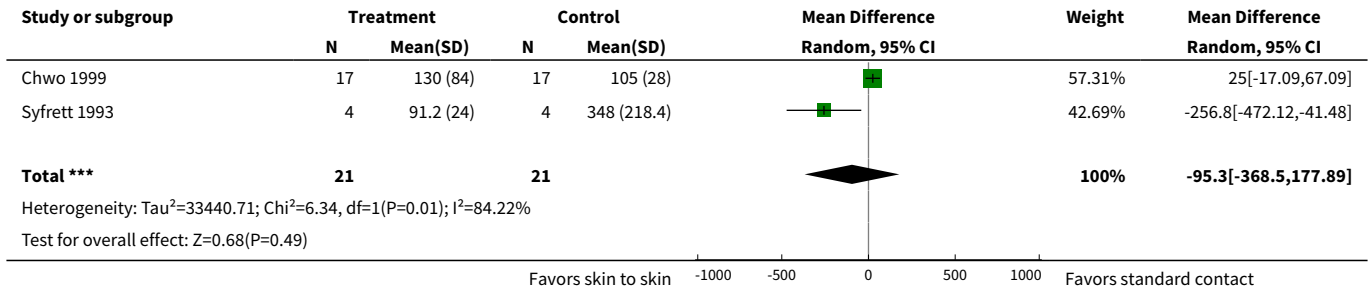 Study or subgroup Treatment Control Mean Difference Weight Mean Difference
N Mean(SD) N Mean(SD) Random, 95% CI Random, 95% CI
Chwo 1999 17 130 (84) 17 105 (28) 57.31% 25[-17.09,67.09]
Syfrett 1993 4 91.2 (24) 4 348 (218.4) 42.69% -256.8[-472.12,-41.48]
Total *** 21 21 100% -95.3[-368.5,177.89]
Heterogeneity: Tau²=33440.71; Chi²=6.34, df=1(P=0.01); I²=84.22%
Test for overall effect: Z=0.68(P=0.49)
Favors skin to skin -1000 -500 0 500 1000 Favors standard contact